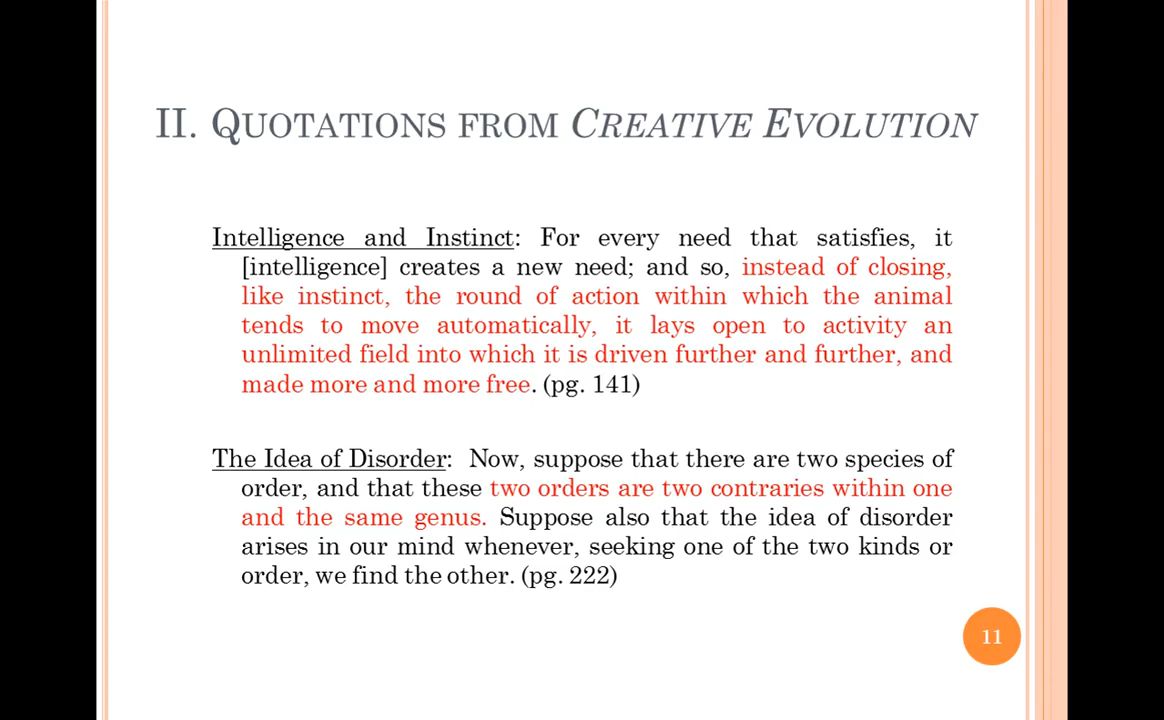 II. QUOTATIONS FROM CREATIVE EVOLUTION
Intelligence and Instinct: For every need that satisfies, it
[intelligence] creates a new need; and so, instead of closing,
like instinct, the round of action within which the animal
tends to move automatically, it lays open to activity an
unlimited field into which it is driven further and further, and
made more and more free. (pg. 141)
The Idea of Disorder: Now, suppose that there are two species of
order, and that these two orders are two contraries within one
and the same genus. Suppose also that the idea of disorder
arises in our mind whenever, seeking one of the two kinds or
order, we find the other. (pg. 222)
11